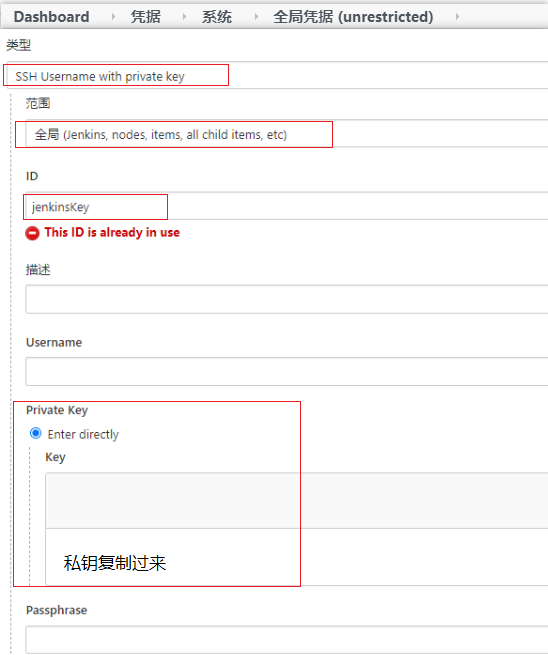 Dashboard 凭据 系统 全局凭据 (unrestricted)
类型
SSH Username with private key
范围
全局 (Jenkins, nodes, items, all child items, etc)
ID
jenkinsKey
This ID is already in use
描述
Username
Private Key
Enter directly
Key
私钥复制过来
Passphrase